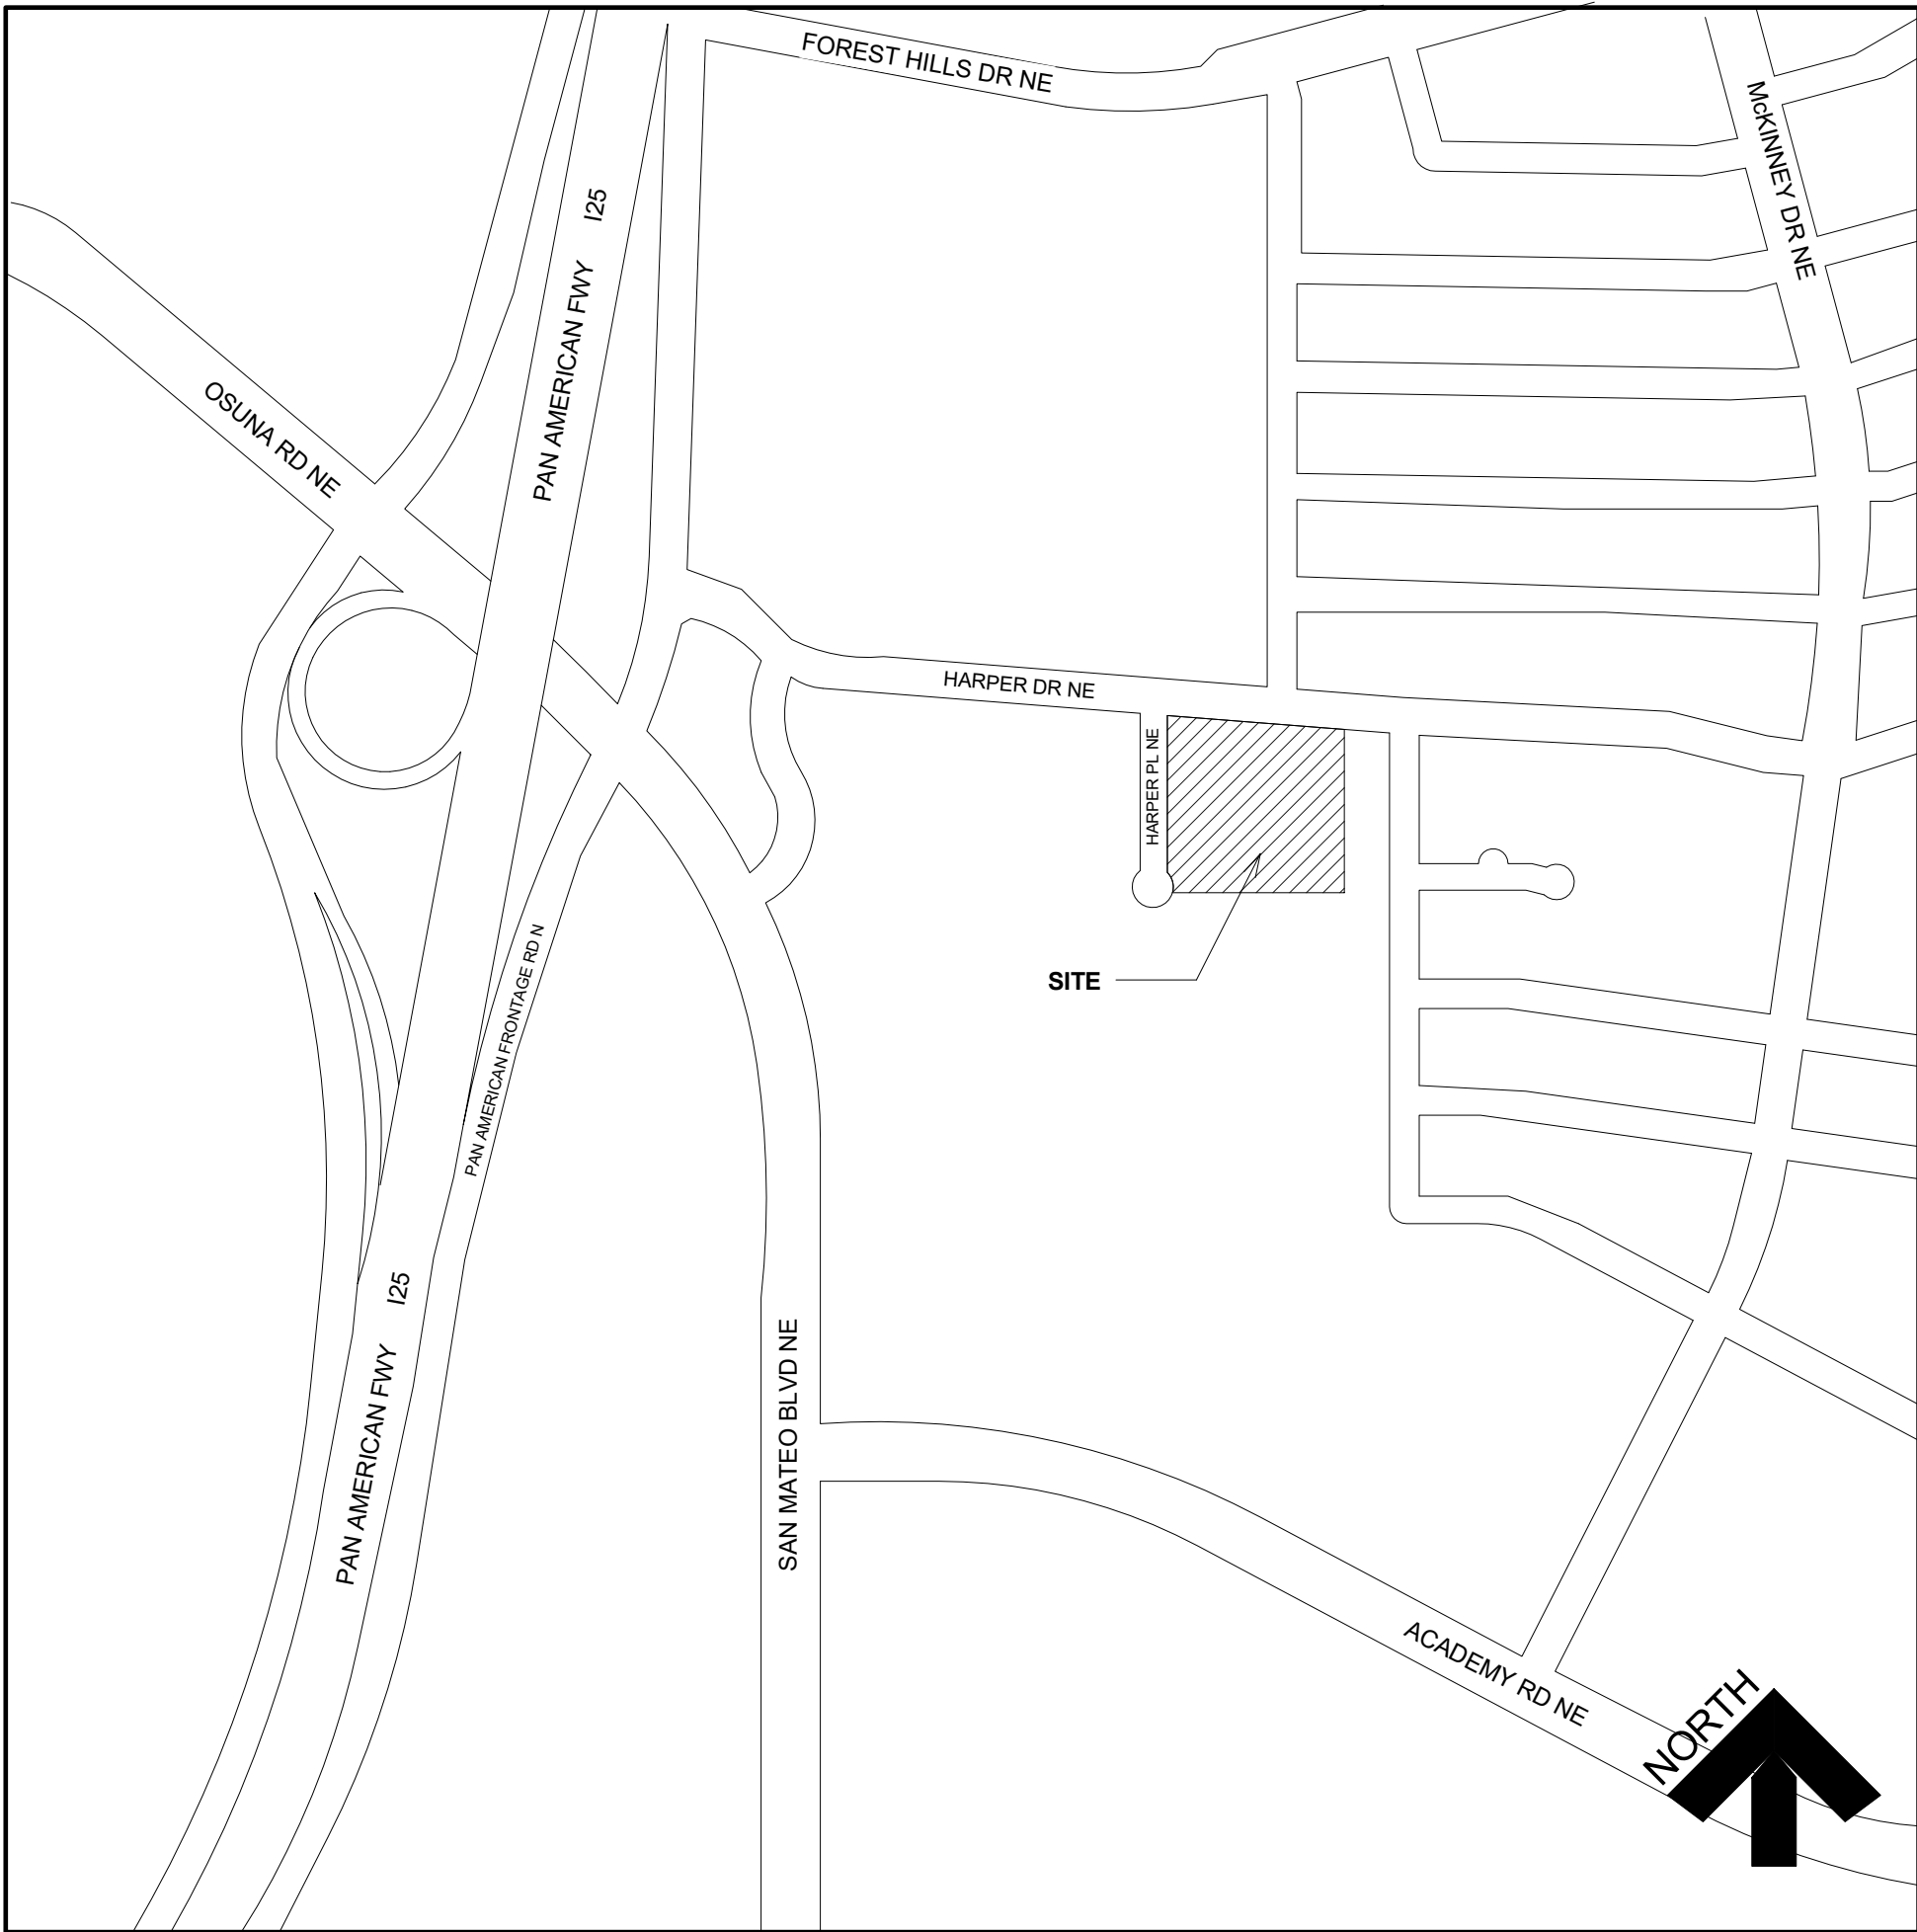 FOREST HILLS DR NE
McKINNEY DR NE
I25
PAN AMERICAN FWY
OSUNA RD NE
HARPER DR NE
HARPER PL NE
PAN AMERICAN FRONTAGE RD N
SITE
I25
PAN AMERICAN FWY
SAN MATEO BLVD NE
ACADEMY RD NE
NORTH